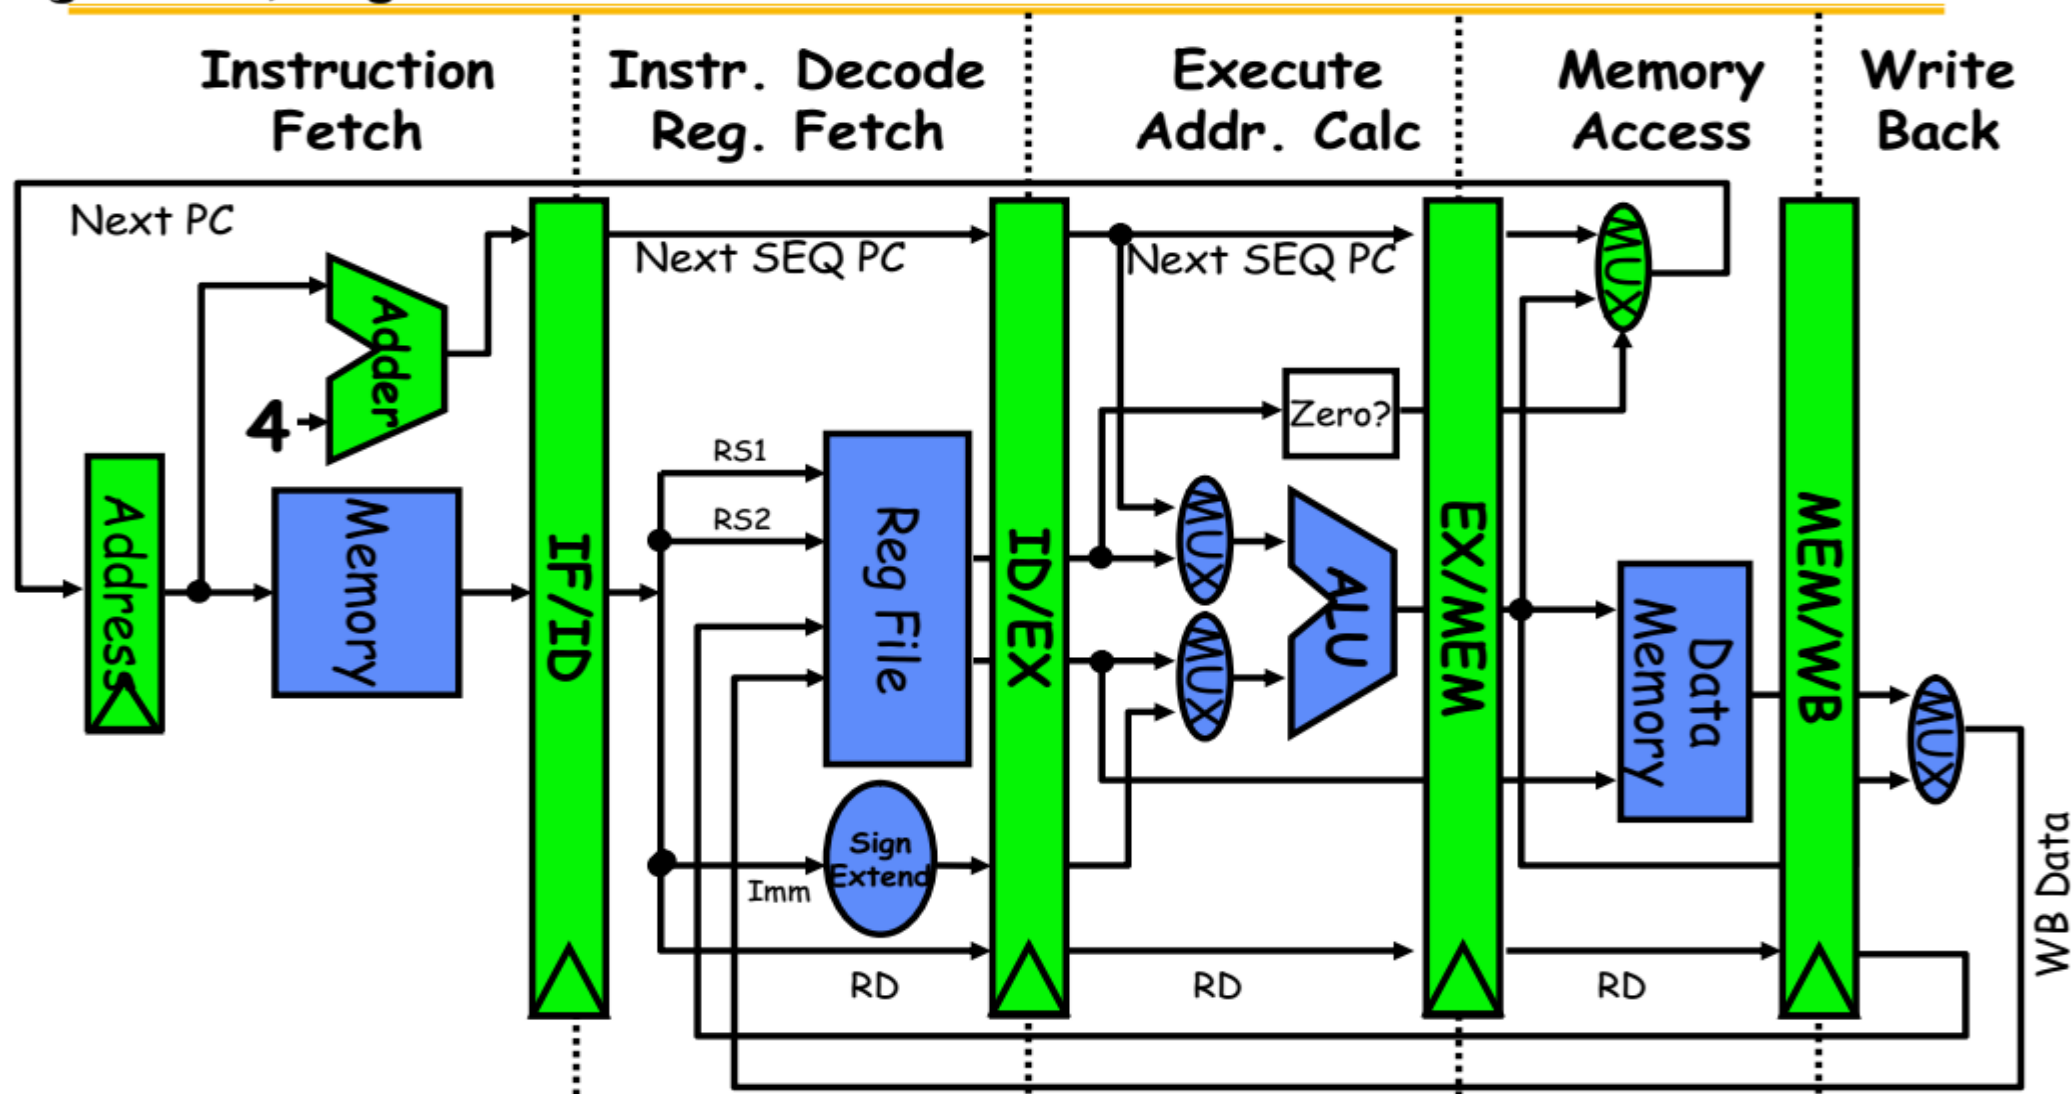 Instruction
Fetch
Instr. Decode
Reg. Fetch
Execute
Addr. Calc
Memory
Access
Write
Back
Next PC
Next SEQ PC
Next SEQ PC
MUX
Adder
4
Zero?
RS1
RS2
Address
Memory
IF/ID
Reg File
ID/EX
MUX
MUX
ALU
EX/MEM
Data
Memory
MEM/WB
MUX
Sign
Extend
Imm
RD
RD
RD
WB Data